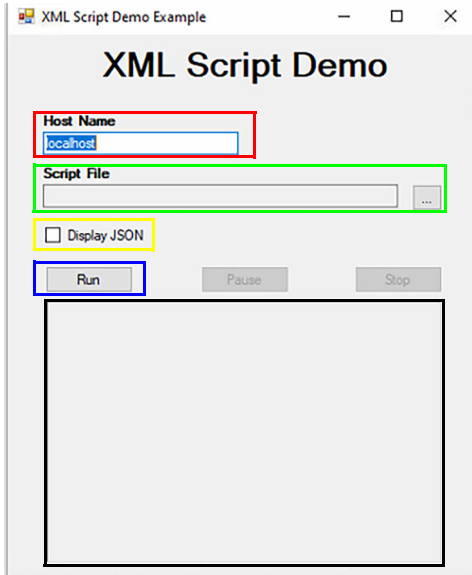 XML Script Demo Example
XML Script Demo
Host Name
localhost
Script File
...
Display JSON
Run Pause Stop